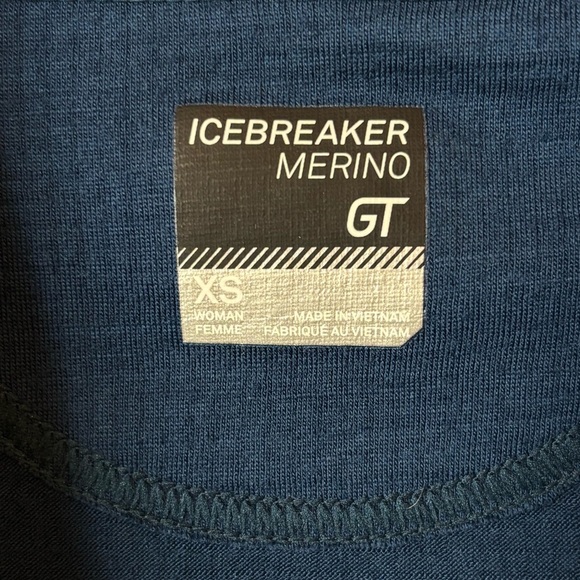 ICEBREAKER
MERINO
GT
XS
WOMAN MADE IN VIETNAM
FEMME FABRIQUÉ AU VIETNAM